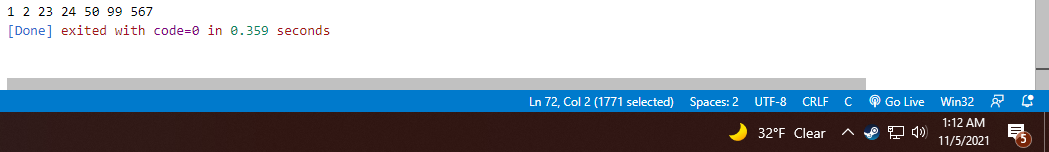 1 2 23 24 50 99 567
[Done] exited with code=0 in 0.359 seconds
Ln 72, Col 2 (1771 selected) Spaces: 2 UTF-8 CRLF C Go Live Win32
32°F Clear 1:12 AM
11/5/2021 5